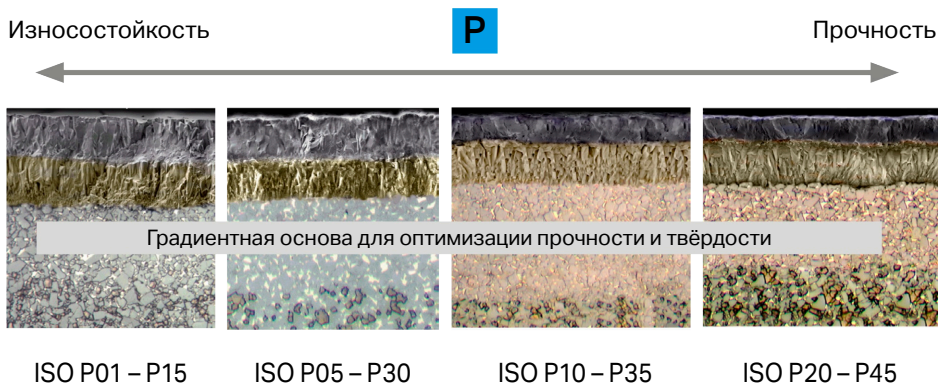 Износостойкость
P
Прочность
Градиентная основа для оптимизации прочности и твёрдости
ISO P01 – P15
ISO P05 – P30
ISO P10 – P35
ISO P20 – P45